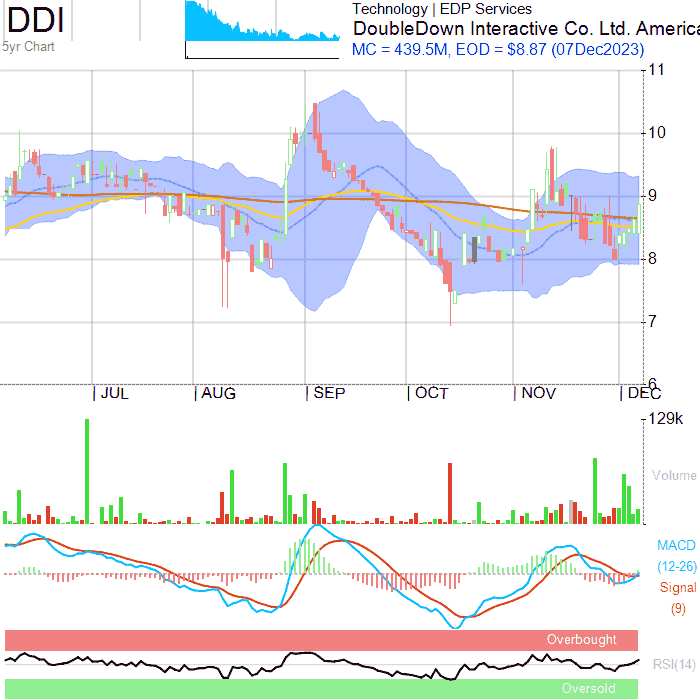 DDI
5yr Chart
Technology | EDP Services
DoubleDown Interactive Co. Ltd. America
MC = 439.5M, EOD = $8.87 (07Dec2023)
11
10
9
8
7
6
JUL
AUG
SEP
OCT
NOV
DEC
129k
Volume
MACD
(12-26)
Signal
(9)
Overbought
RSI(14)
Oversold